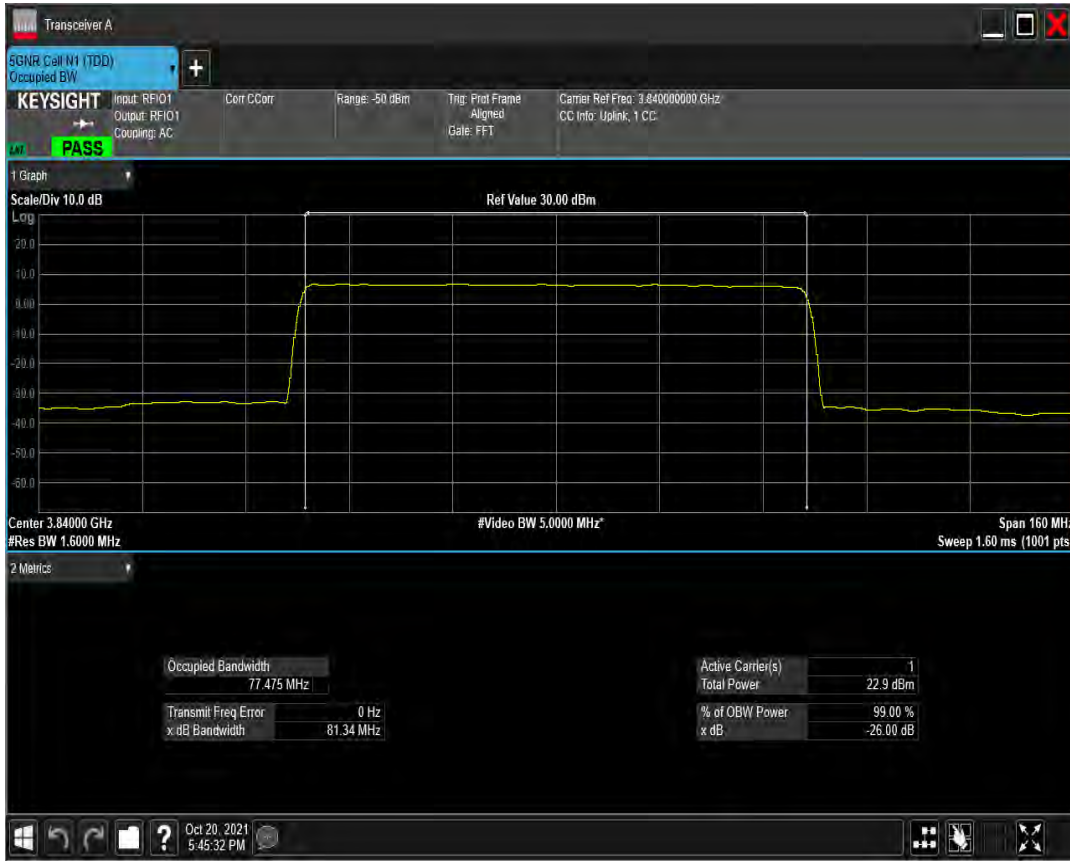 Transceiver A
5GNR Cell N1 (TDD)
Occupied BW
+
KEYSIGHT
Input: RFIO1
Output: RFIO1
Coupling: AC
Corr CCorr
Range: -50 dBm
Trig: Prot Frame
Aligned
Gate: FFT
Carrier Ref Freq: 3.840000000 GHz
CC Info: Uplink, 1 CC
PASS
1 Graph
Scale/Div 10.0 dB
Ref Value 30.00 dBm
Log
20.0
10.0
0.00
-10.0
-20.0
-30.0
-40.0
-60.0
Center 3.84000 GHz
#Video BW 5.0000 MHz*
Span 160 MHz
#Res BW 1.6000 MHz
Sweep 1.60 ms (1001 pts
2 Metrics
Occupied Bandwidth
77.475 MHz
Transmit Freq Error 0 Hz
x dB Bandwidth 81.34 MHz
Active Carrier(s) 1
Total Power 22.9 dBm
% of OBW Power 99.00 %
x dB -26.00 dB
?
Oct 20, 2021
5:45:32 PM